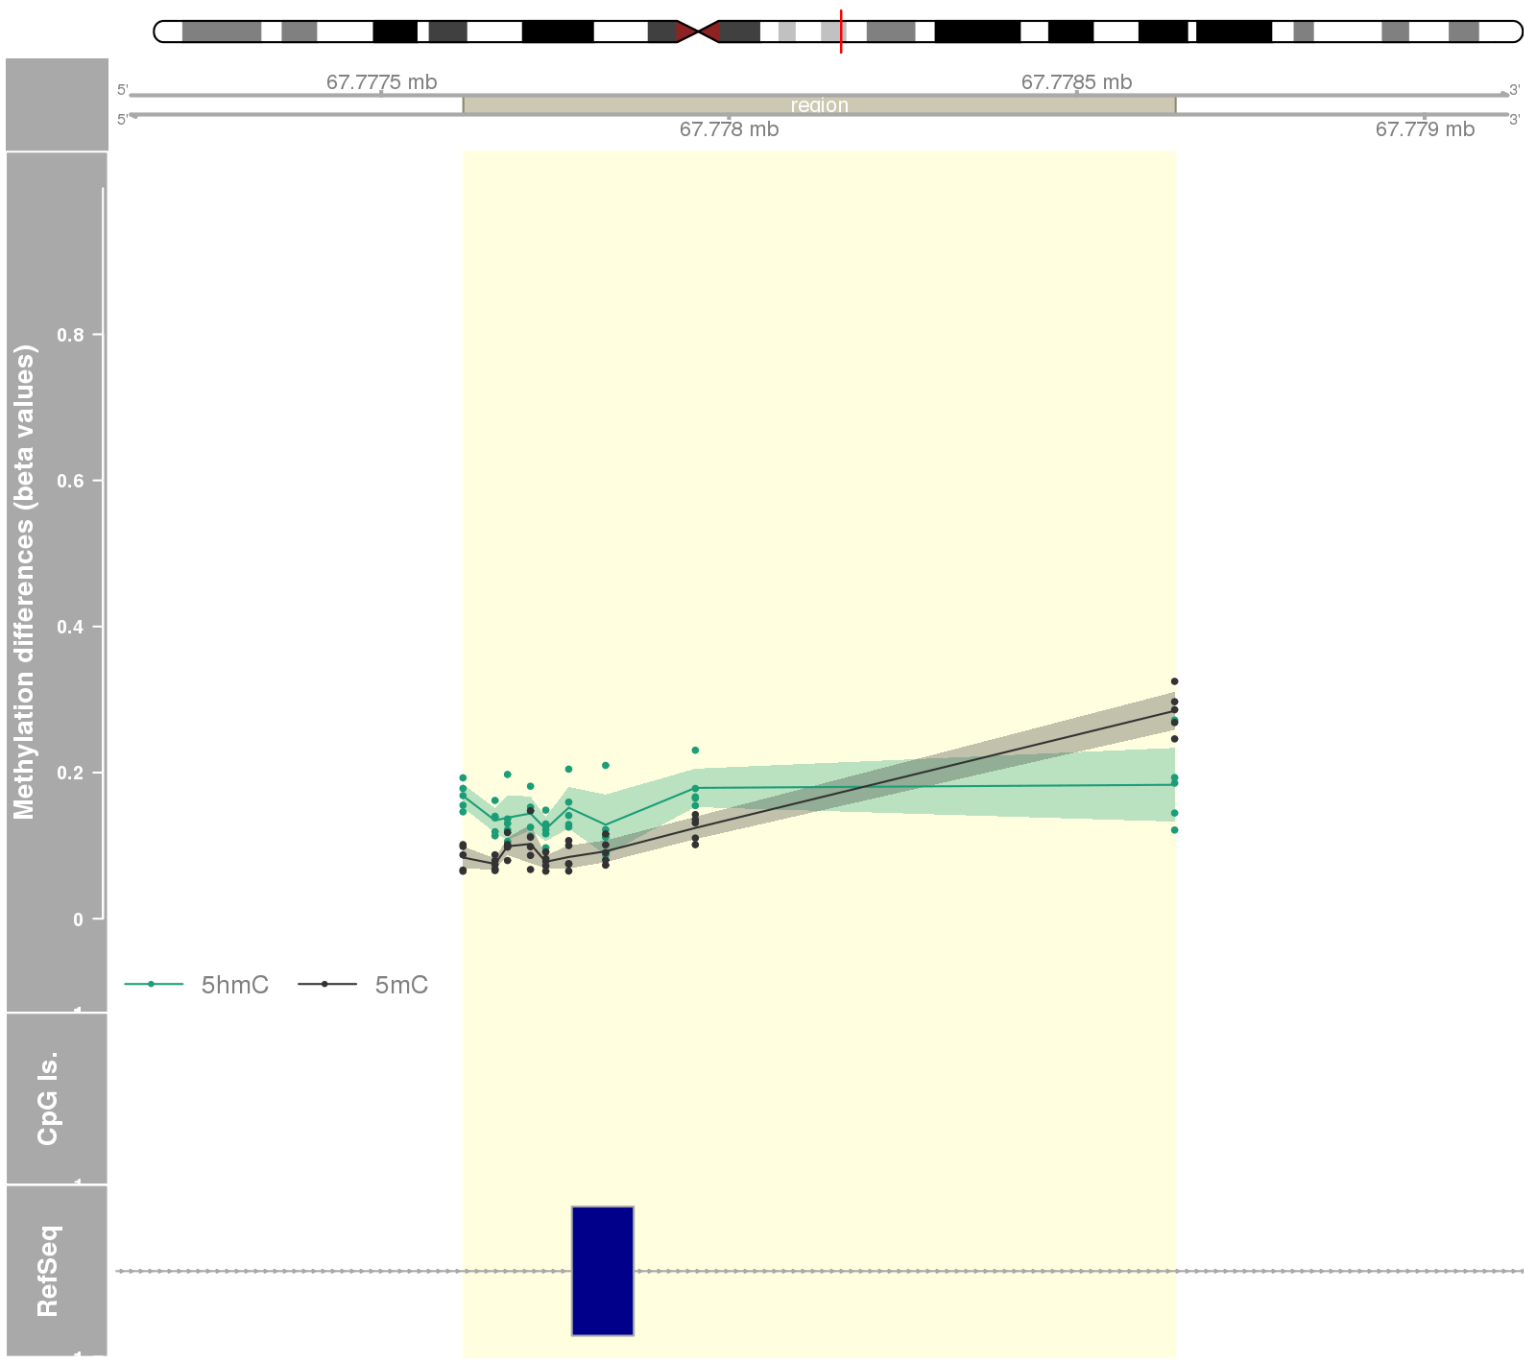 67.7775 mb
67.7785 mb
5'
3'
region
5'
3'
67.778 mb
67.779 mb
Methylation differences (beta values)
0.8
0.6
0.4
0.2
0
5hmC
5mC
CpG Is.
RefSeq